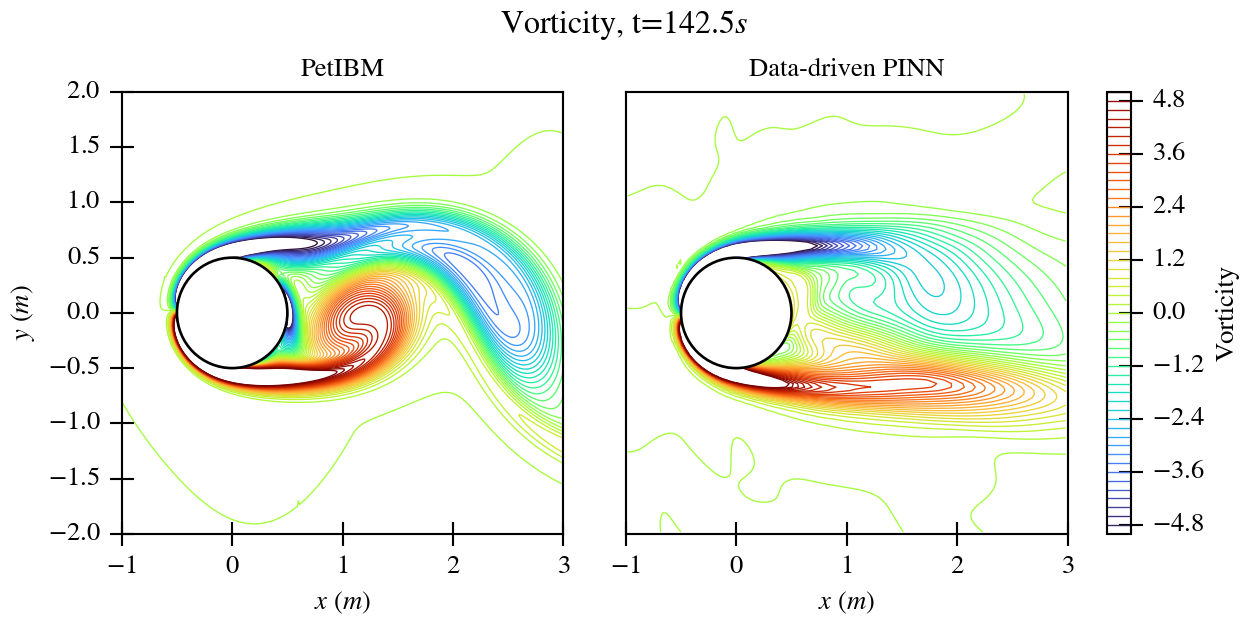 Vorticity, t=142.5s
PetIBM
Data-driven PINN
2.0
1.5
1.0
0.5
0.0
−0.5
−1.0
−1.5
−2.0
y (m)
−1 0 1 2 3
x (m)
−1 0 1 2 3
x (m)
4.8
3.6
2.4
1.2
0.0
−1.2
−2.4
−3.6
−4.8
Vorticity